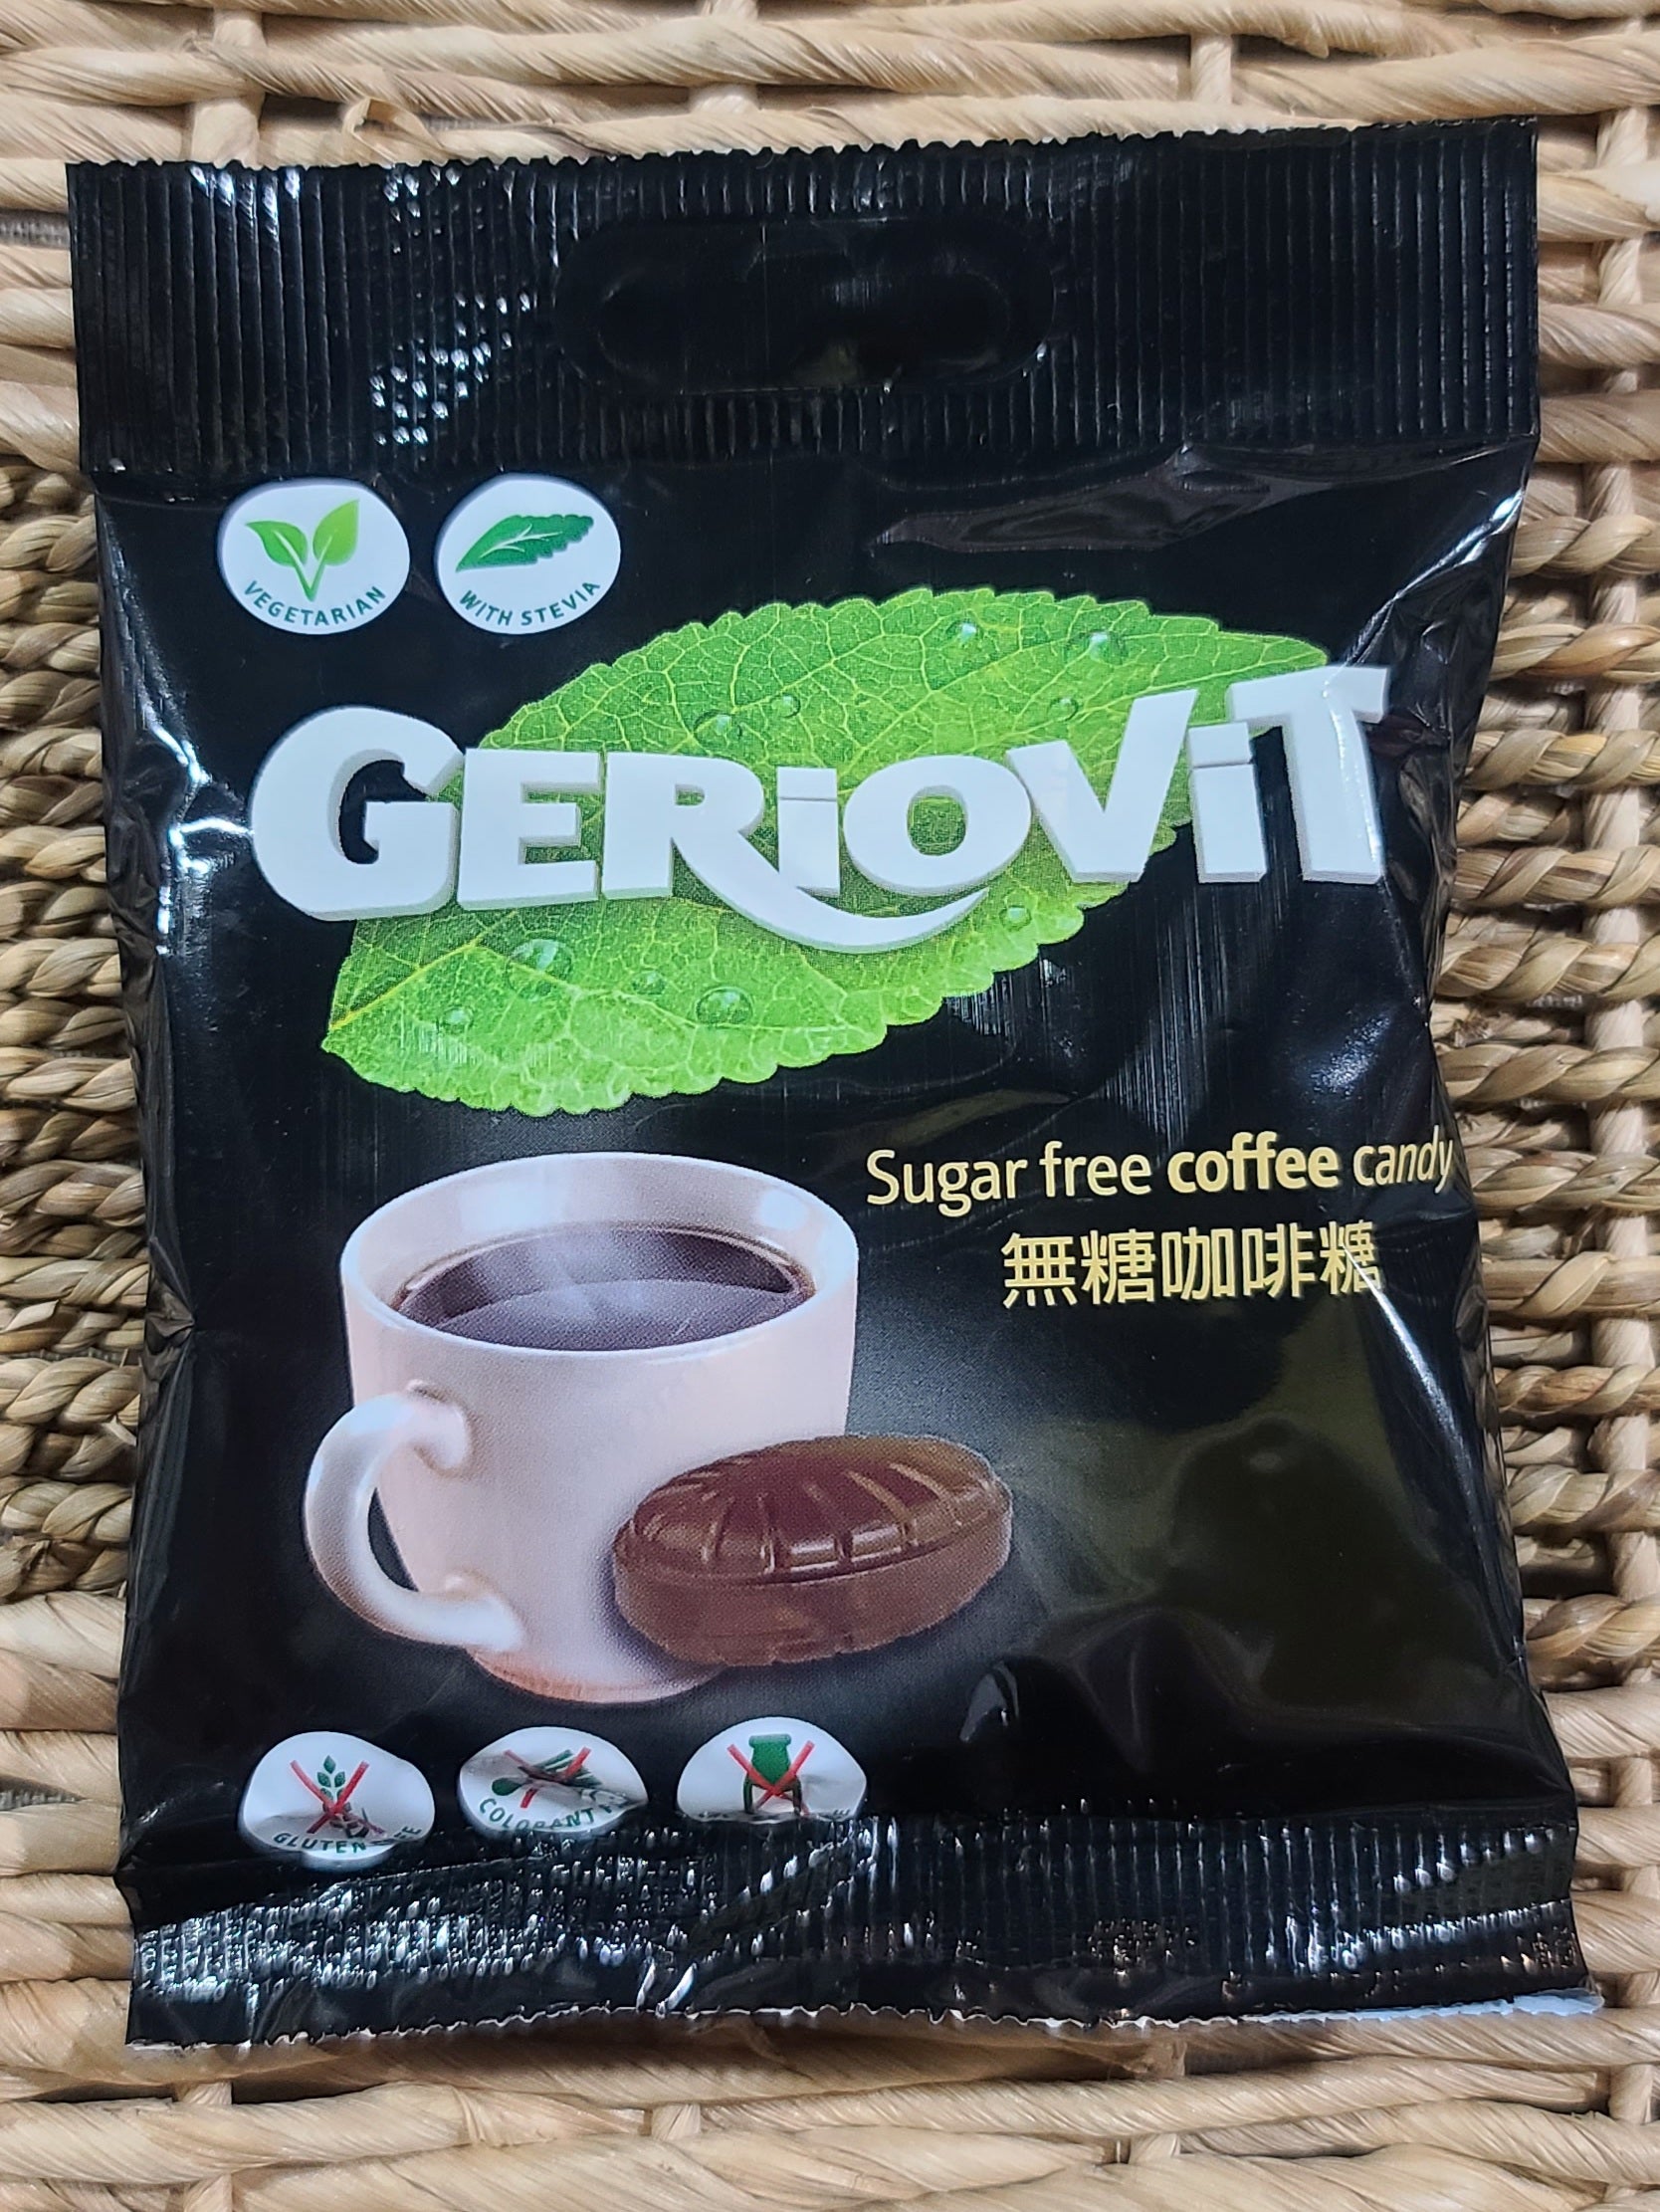 VEGETARIAN
WITH STEVIA
GERiOViT
Sugar free coffee candy
無糖咖啡糖
GLUTEN
COLORANT